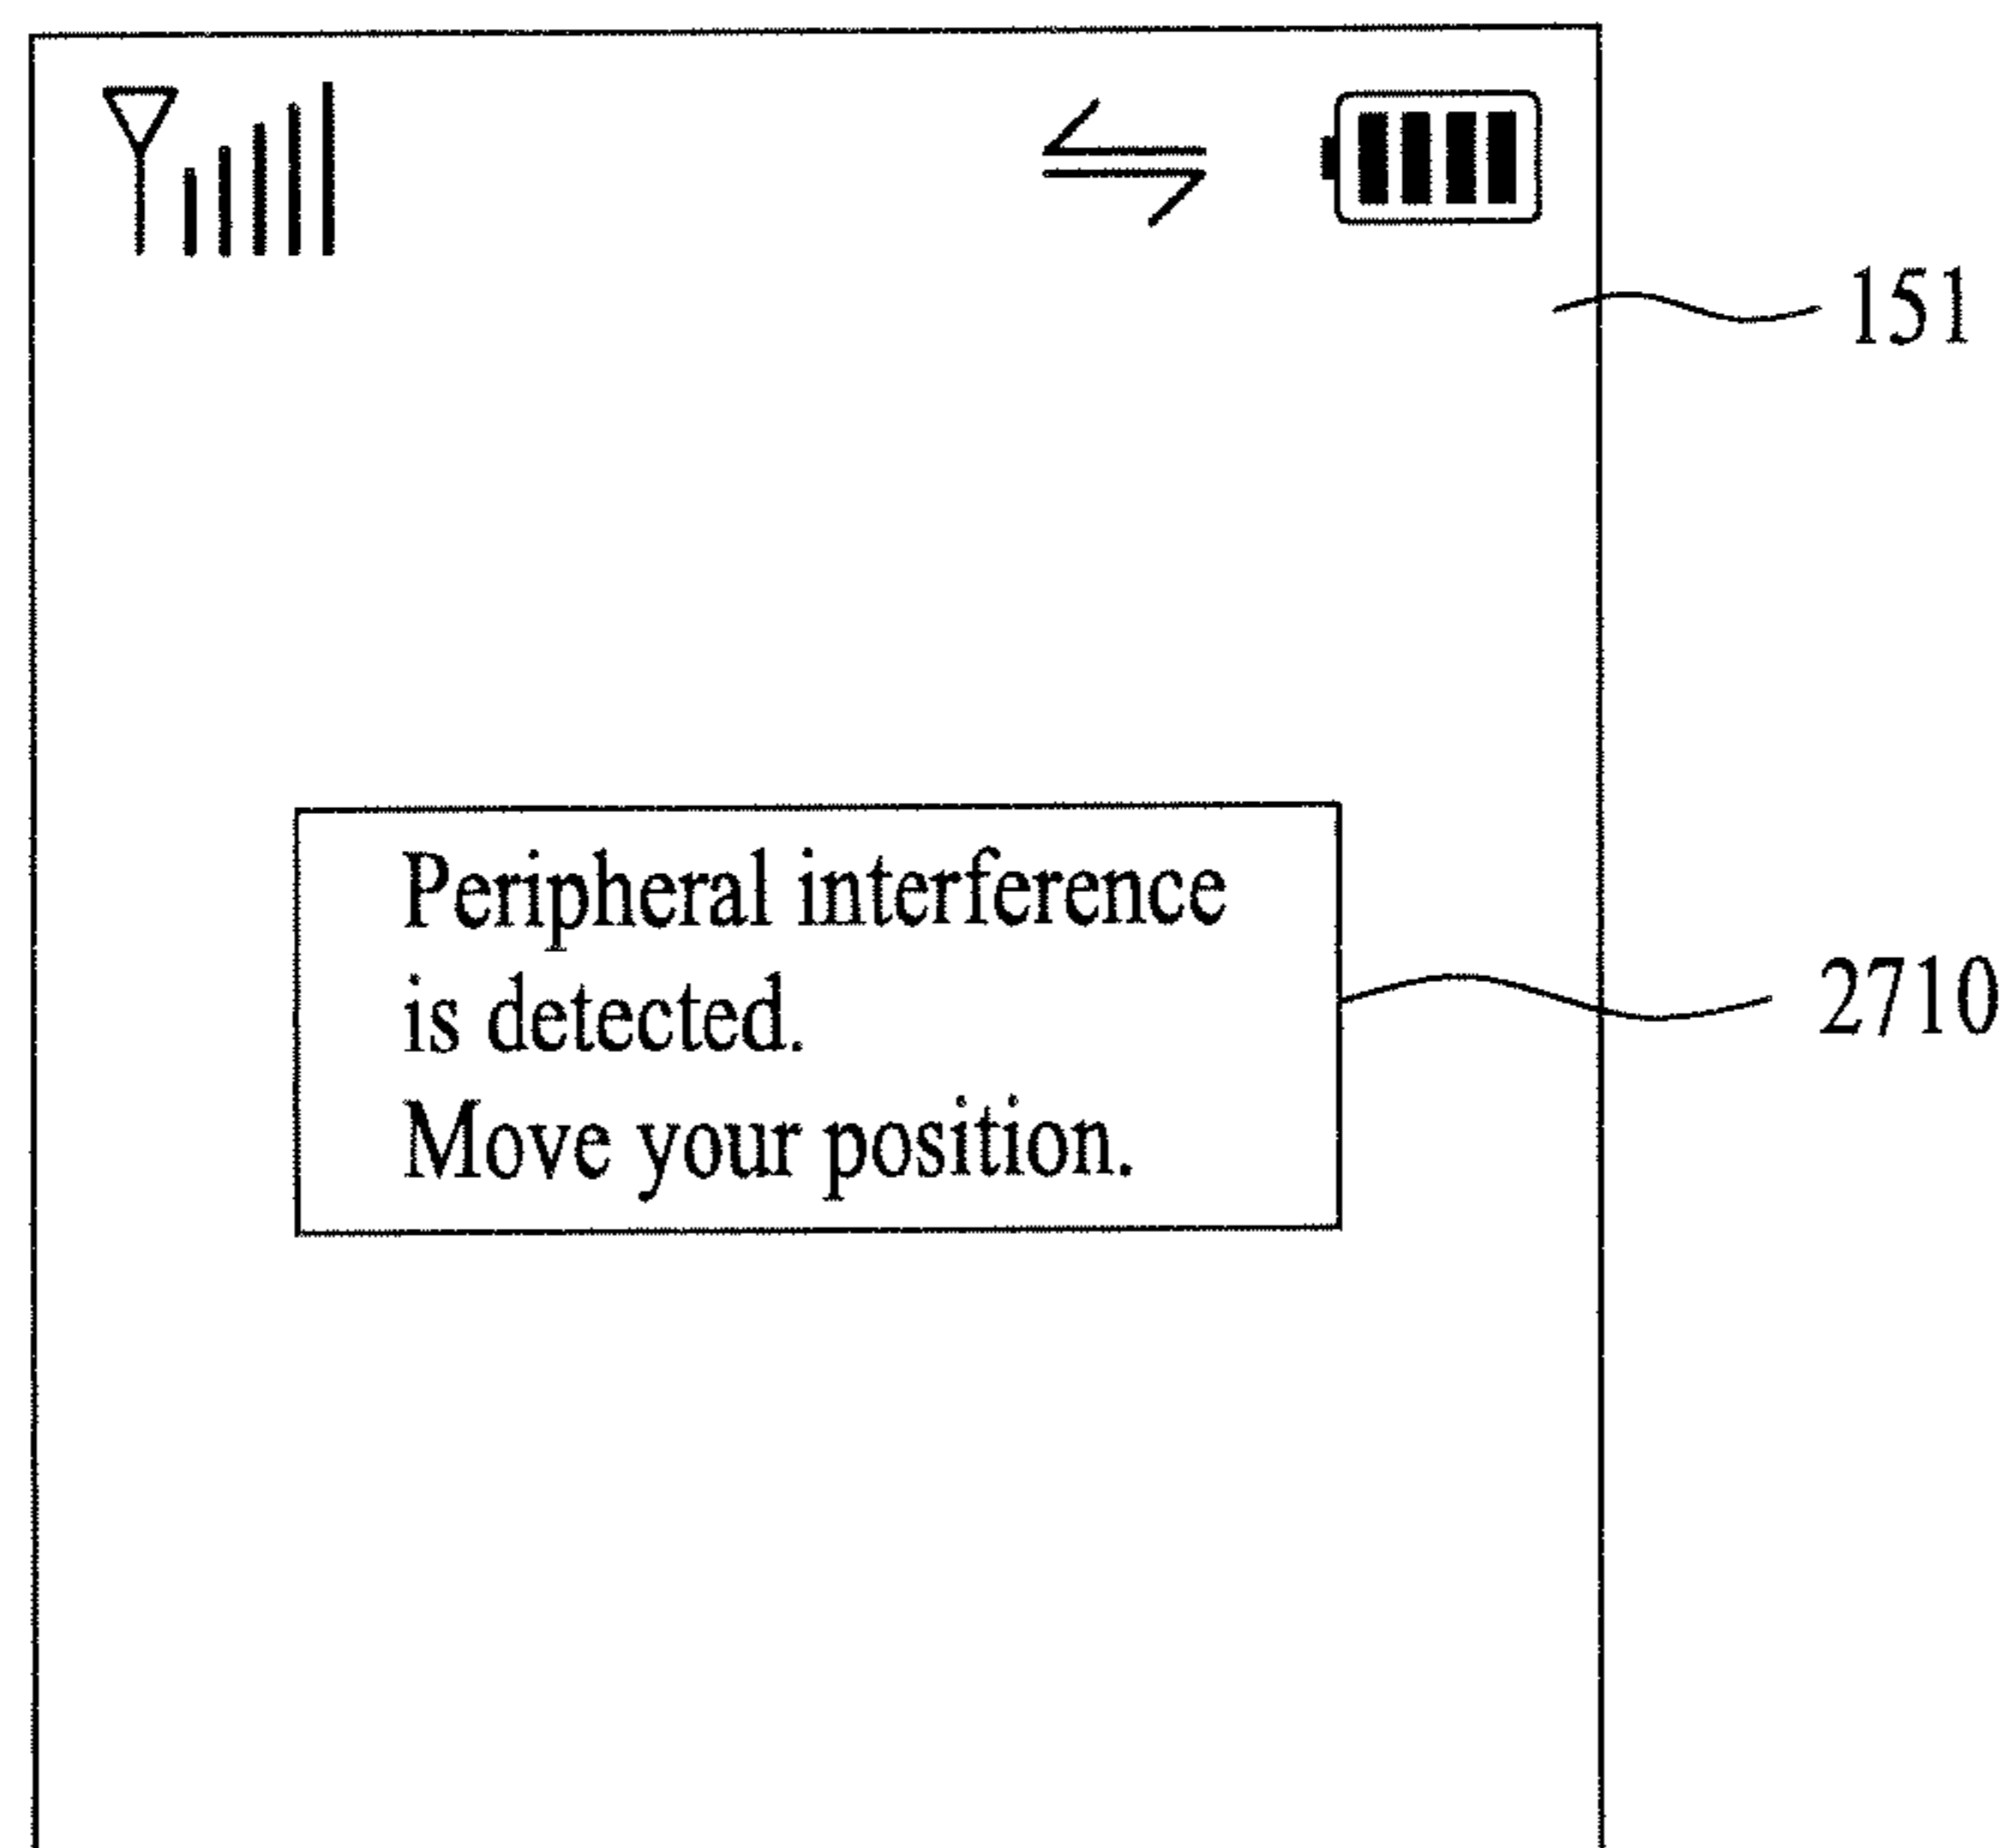 151
Peripheral interference
is detected.
Move your position.
2710